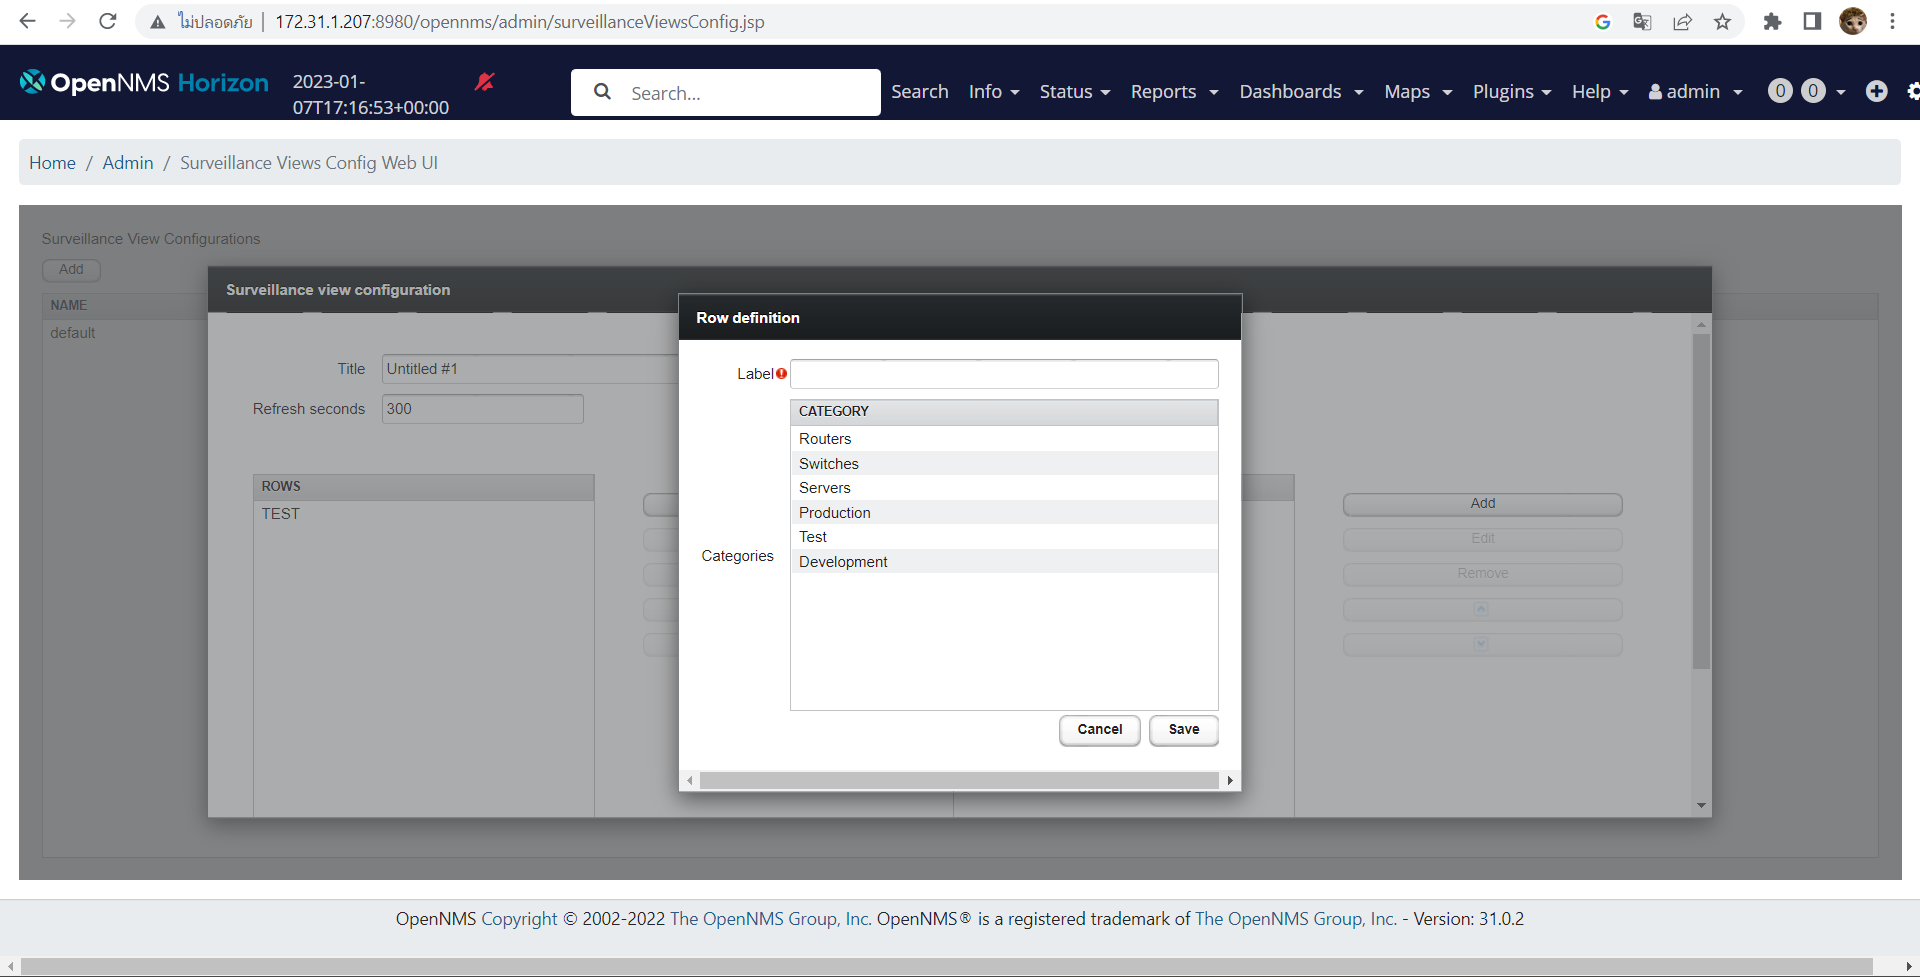 ไม่ปลอดภัย 172.31.1.207:8980/opennms/admin/surveillanceViewsConfig.jsp
OpenNMS Horizon
2023-01-
07T17:16:53+00:00
Search...
Search Info Status Reports Dashboards Maps Plugins Help admin 0 0
Home / Admin / Surveillance Views Config Web UI
Surveillance View Configurations
Add
NAME
default
Surveillance view configuration
Title Untitled #1
Refresh seconds 300
ROWS
TEST
Add
Edit
Remove
Row definition
Label
Categories
CATEGORY
Routers
Switches
Servers
Production
Test
Development
Cancel Save
OpenNMS Copyright © 2002-2022 The OpenNMS Group, Inc. OpenNMS® is a registered trademark of The OpenNMS Group, Inc. - Version: 31.0.2